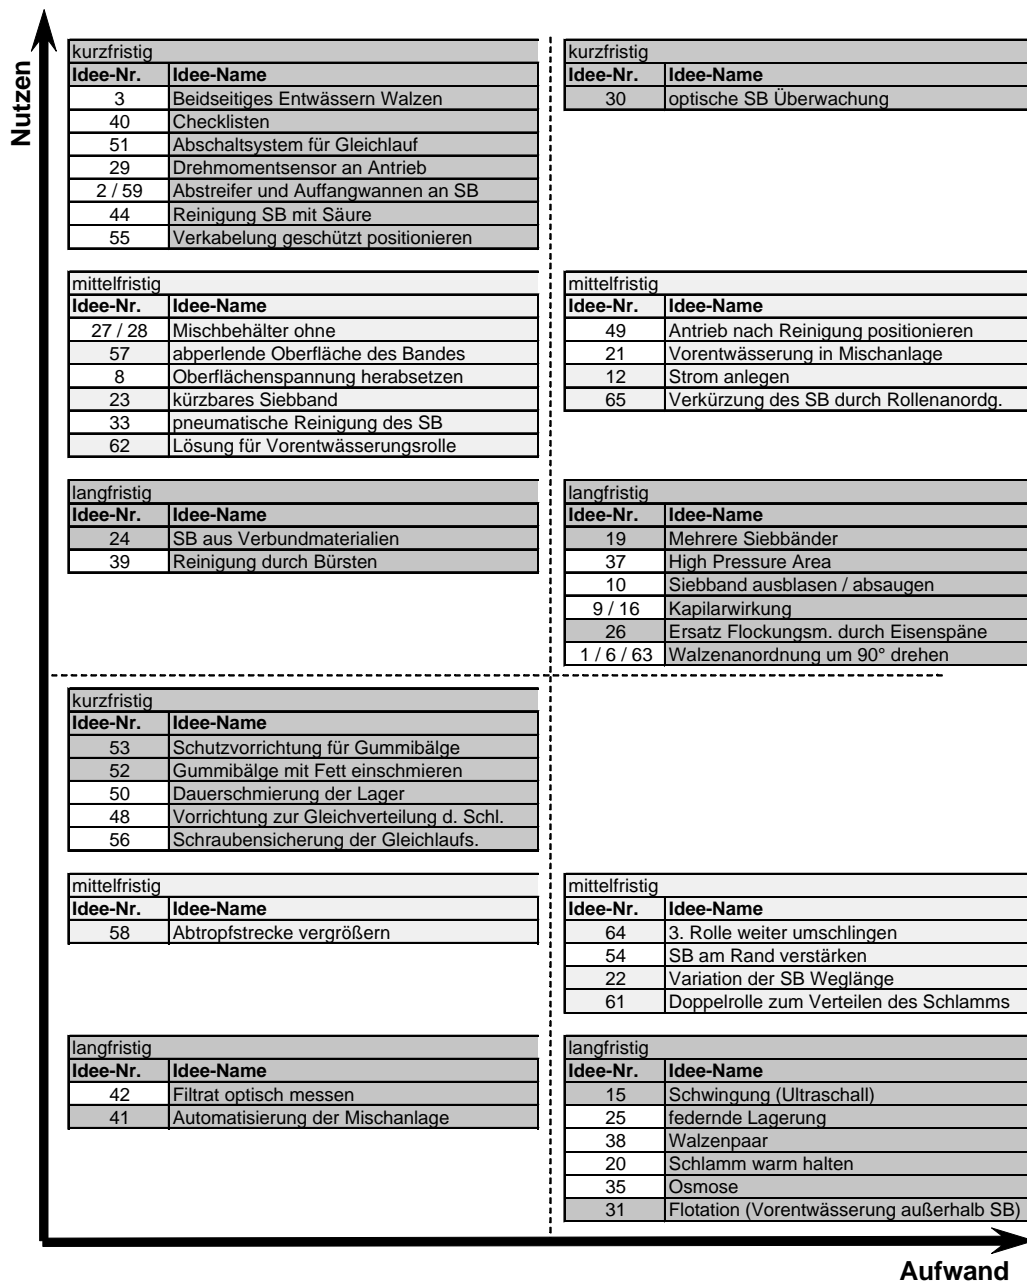 Nutzen
kurzfristig
Idee-Nr. Idee-Name
3 Beidseitiges Entwässern Walzen
40 Checklisten
51 Abschaltsystem für Gleichlauf
29 Drehmomentsensor an Antrieb
2 / 59 Abstreifer und Auffangwannen an SB
44 Reinigung SB mit Säure
55 Verkabelung geschützt positionieren
kurzfristig
Idee-Nr. Idee-Name
30 optische SB Überwachung
mittelfristig
Idee-Nr. Idee-Name
27 / 28 Mischbehälter ohne
57 abperlende Oberfläche des Bandes
8 Oberflächenspannung herabsetzen
23 kürzbares Siebband
33 pneumatische Reinigung des SB
62 Lösung für Vorentwässerungsrolle
mittelfristig
Idee-Nr. Idee-Name
49 Antrieb nach Reinigung positionieren
21 Vorentwässerung in Mischanlage
12 Strom anlegen
65 Verkürzung des SB durch Rollenanordg.
langfristig
Idee-Nr. Idee-Name
24 SB aus Verbundmaterialien
39 Reinigung durch Bürsten
langfristig
Idee-Nr. Idee-Name
19 Mehrere Siebbänder
37 High Pressure Area
10 Siebband ausblasen / absaugen
9 / 16 Kapilarwirkung
26 Ersatz Flockungsm. durch Eisenspäne
1 / 6 / 63 Walzenanordnung um 90° drehen
kurzfristig
Idee-Nr. Idee-Name
53 Schutzvorrichtung für Gummibälge
52 Gummibälge mit Fett einschmieren
50 Dauerschmierung der Lager
48 Vorrichtung zur Gleichverteilung d. Schl.
56 Schraubensicherung der Gleichlaufs.
mittelfristig
Idee-Nr. Idee-Name
58 Abtropfstrecke vergrößern
mittelfristig
Idee-Nr. Idee-Name
64 3. Rolle weiter umschlingen
54 SB am Rand verstärken
22 Variation der SB Weglänge
61 Doppelrolle zum Verteilen des Schlamms
langfristig
Idee-Nr. Idee-Name
42 Filtrat optisch messen
41 Automatisierung der Mischanlage
langfristig
Idee-Nr. Idee-Name
15 Schwingung (Ultraschall)
25 federnde Lagerung
38 Walzenpaar
20 Schlamm warm halten
35 Osmose
31 Flotation (Vorentwässerung außerhalb SB)
Aufwand